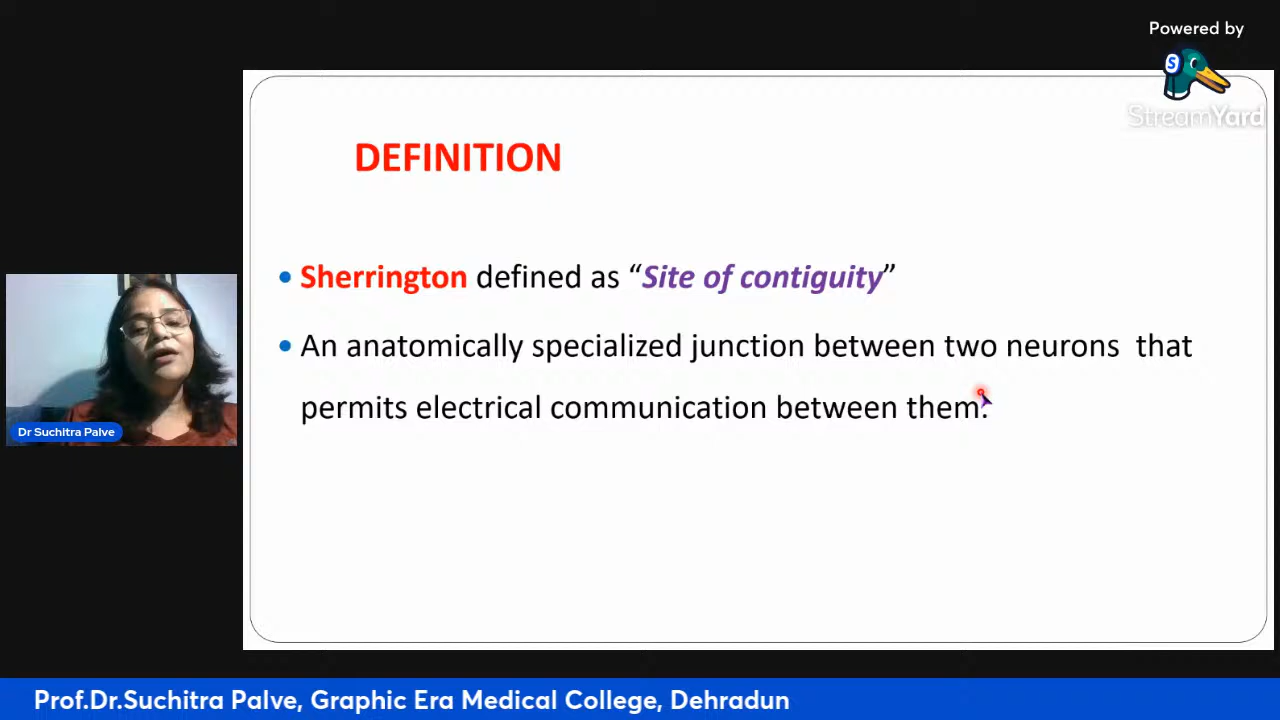 Powered by
StreamYard
DEFINITION
• Sherrington defined as “Site of contiguity”
• An anatomically specialized junction between two neurons that
permits electrical communication between them.
Dr Suchitra Palve
Prof.Dr.Suchitra Palve, Graphic Era Medical College, Dehradun